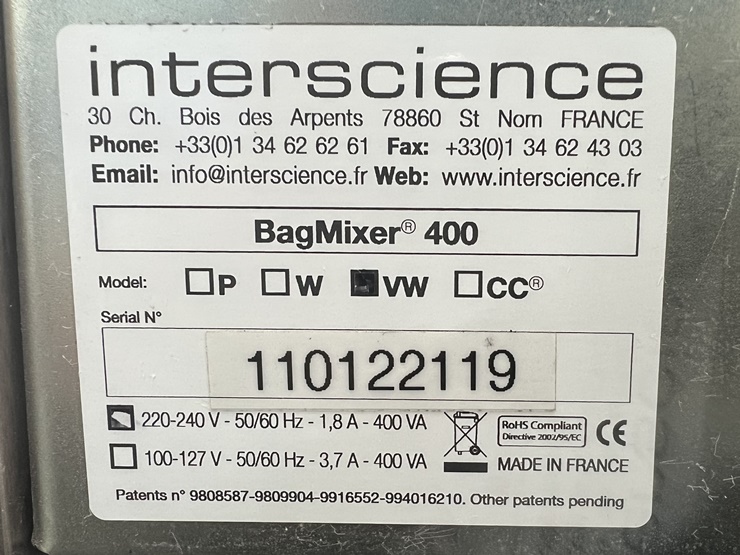 interscience
30 Ch. Bois des Arpents 78860 St Nom FRANCE
Phone: +33(0)1 34 62 62 61 Fax: +33(0)1 34 62 43 03
Email: info@interscience.fr Web: www.interscience.fr
BagMixer® 400
Model: P W VW CC®
Serial N°
110122119
220-240 V - 50/60 Hz - 1,8 A - 400 VA
RoHS Compliant
Directive 2002/95/EC
CE
100-127 V - 50/60 Hz - 3,7 A - 400 VA
MADE IN FRANCE
Patents n° 9808587-9809904-9916552-994016210. Other patents pending